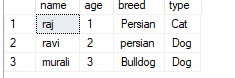 name age breed type
1 raj 1 Persian Cat
2 ravi 2 persian Dog
3 murali 3 Bulldog Dog